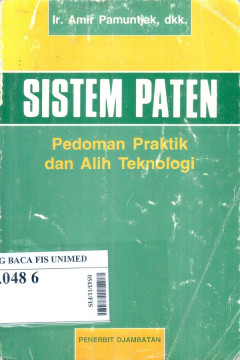 Ir. Amir Pamuntjak, dkk.
SISTEM PATEN
Pedoman Praktik
dan Alih Teknologi
G BACA FIS UNIMED
.048 6
PENERBIT DJAMBATAN